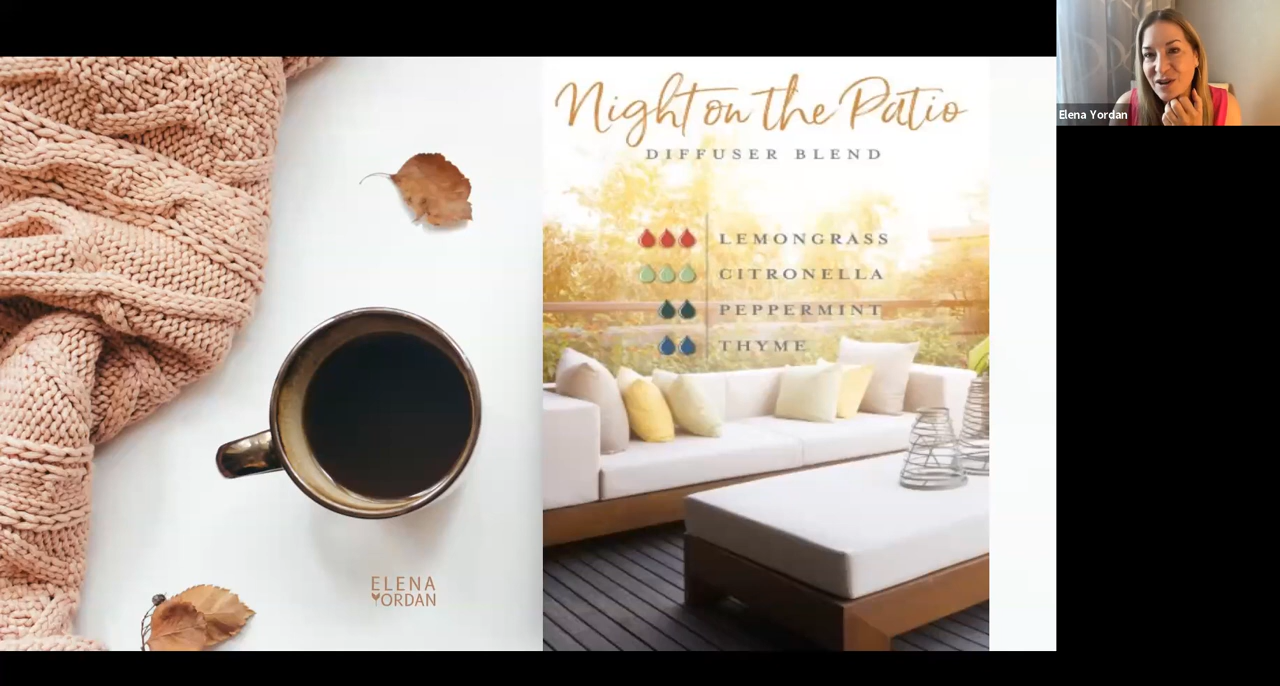 Night on the Patio
DIFFUSER BLEND
LEMONGRASS
CITRONELLA
PEPPERMINT
THYME
ELENA
YORDAN
Elena Yordan